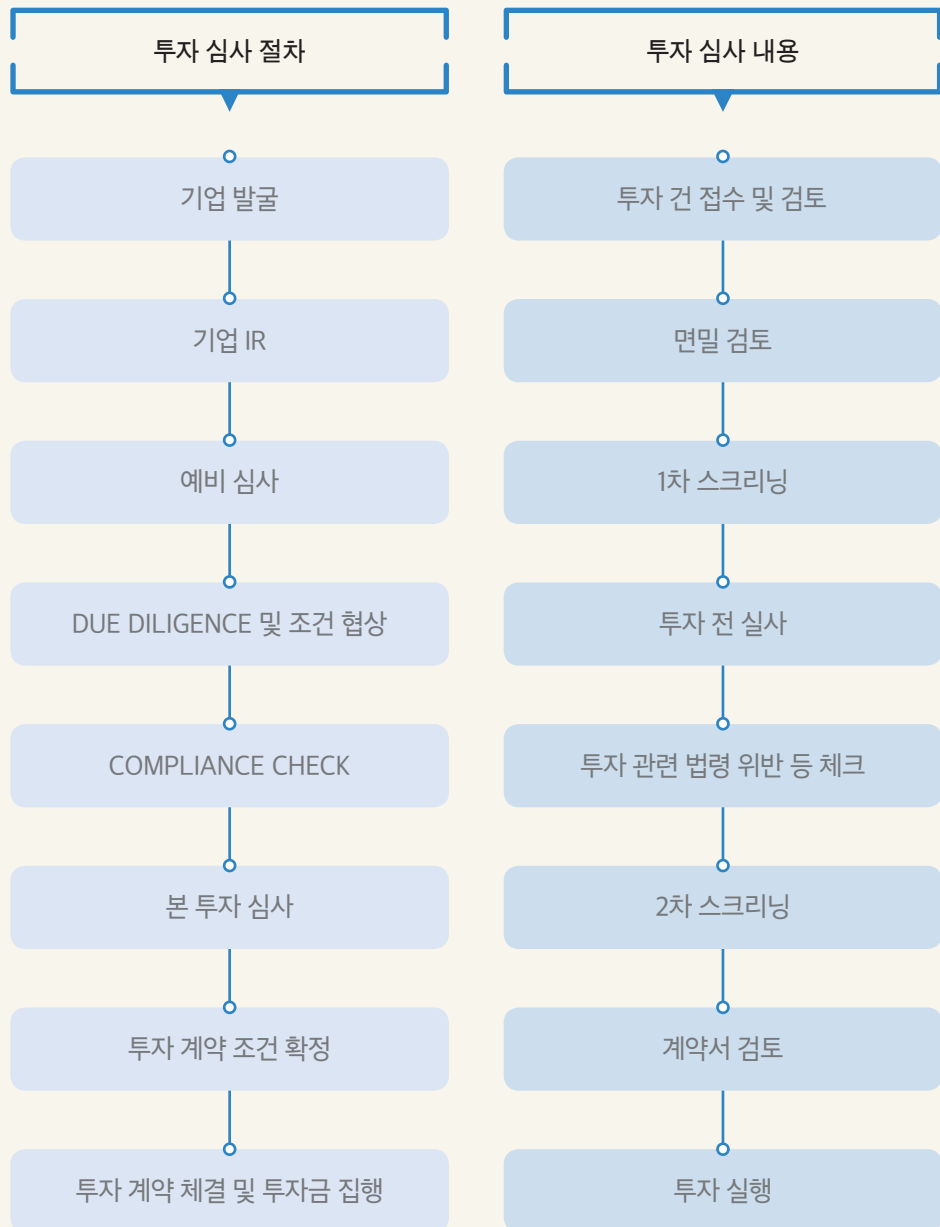 투자 심사 절차
투자 심사 내용
기업 발굴
투자 건 접수 및 검토
기업 IR
면밀 검토
예비 심사
1차 스크리닝
DUE DILIGENCE 및 조건 협상
투자 전 실사
COMPLIANCE CHECK
투자 관련 법령 위반 등 체크
본 투자 심사
2차 스크리닝
투자 계약 조건 확정
계약서 검토
투자 계약 체결 및 투자금 집행
투자 실행